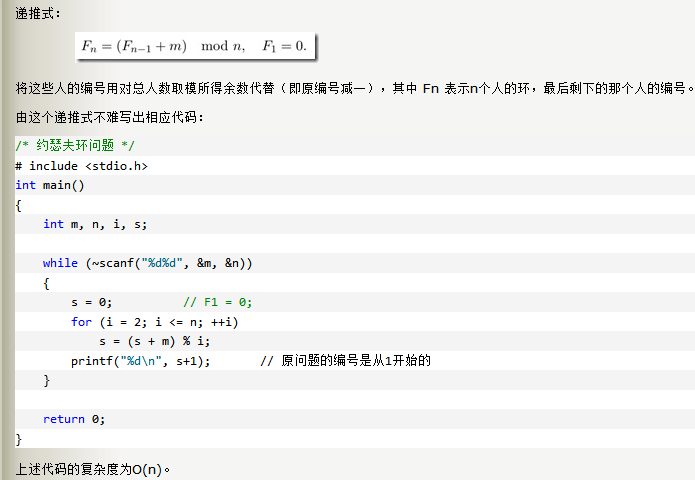 递推式：
Fn = (Fn−1 + m) mod n, F1 = 0.
将这些人的编号用对总人数取模所得余数代替（即原编号减一），其中 Fn 表示n个人的环，最后剩下的那个人的编号。
由这个递推式不难写出相应代码：
/* 约瑟夫环问题 */
# include <stdio.h>
int main()
{
    int m, n, i, s;
    while (~scanf("%d%d", &m, &n))
    {
        s = 0;          // F1 = 0;
        for (i = 2; i <= n; ++i)
            s = (s + m) % i;
        printf("%d\n", s+1);       // 原问题的编号是从1开始的
    }
    return 0;
}
上述代码的复杂度为O(n)。